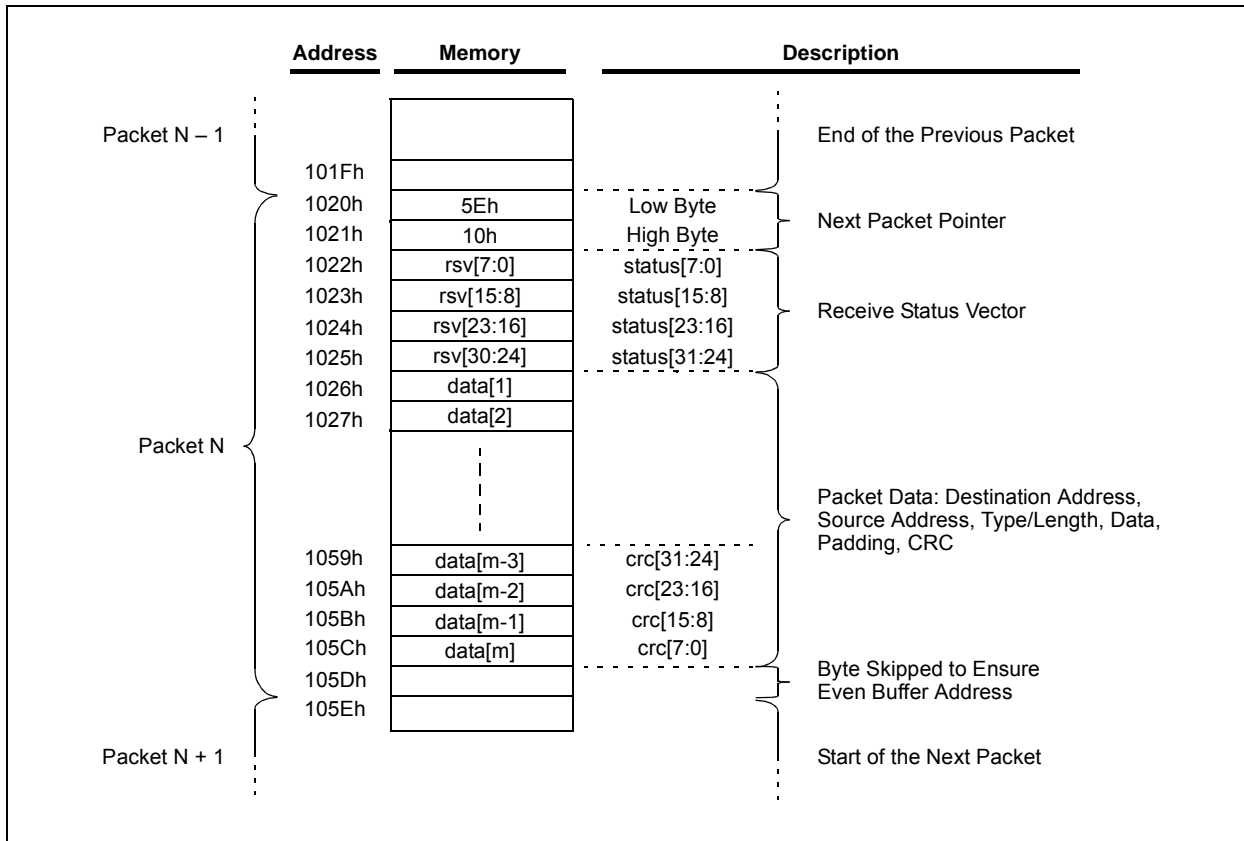 Address Memory Description
Packet N – 1 End of the Previous Packet
101Fh
1020h 5Eh Low Byte
Next Packet Pointer
1021h 10h High Byte
1022h rsv[7:0] status[7:0]
1023h rsv[15:8] status[15:8]
Receive Status Vector
1024h rsv[23:16] status[23:16]
1025h rsv[30:24] status[31:24]
1026h data[1]
1027h data[2]
Packet N
Packet Data: Destination Address,
Source Address, Type/Length, Data,
Padding, CRC
1059h data[m-3] crc[31:24]
105Ah data[m-2] crc[23:16]
105Bh data[m-1] crc[15:8]
105Ch data[m] crc[7:0]
105Dh
Byte Skipped to Ensure
Even Buffer Address
105Eh
Packet N + 1 Start of the Next Packet